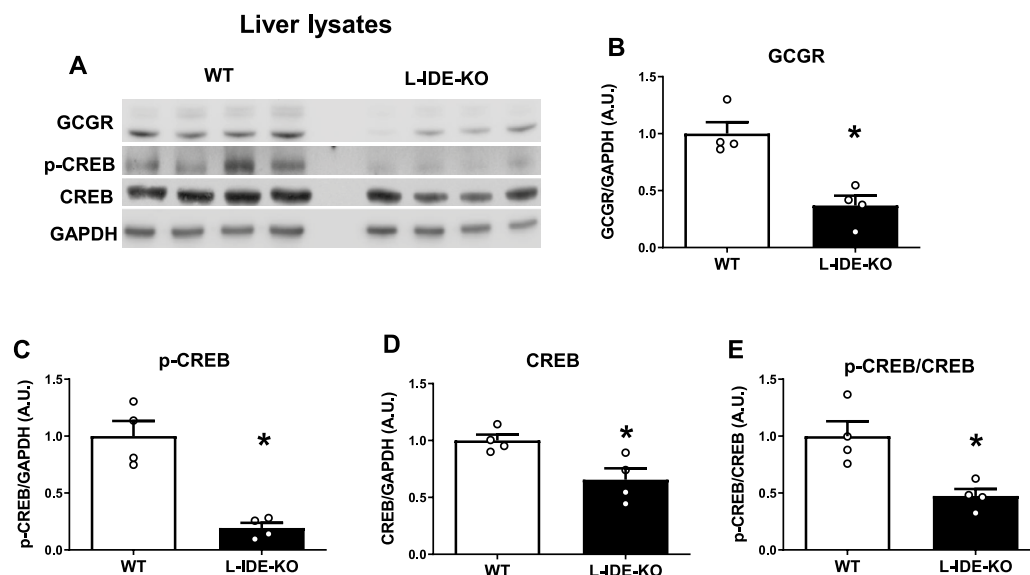 Liver lysates
A
WT L-IDE-KO
GCGR
p-CREB
CREB
GAPDH
B
GCGR
GCGR/GAPDH (A.U.)
1.5
1.0
0.5
0.0
*
WT L-IDE-KO
C
p-CREB
p-CREB/GAPDH (A.U.)
1.5
1.0
0.5
0.0
*
WT L-IDE-KO
D
CREB
CREB/GAPDH (A.U.)
1.5
1.0
0.5
0.0
*
WT L-IDE-KO
E
p-CREB/CREB
p-CREB/CREB (A.U.)
1.5
1.0
0.5
0.0
*
WT L-IDE-KO